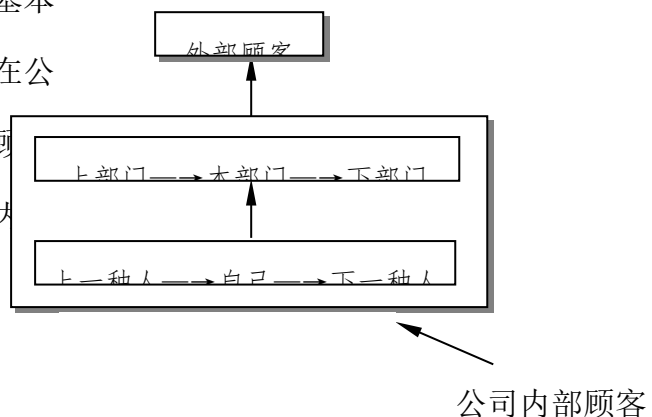 基本
外部顾客
在公
上部门——→本部门——→下部门
上一种人——→自己——→下一种人
公司内部顾客